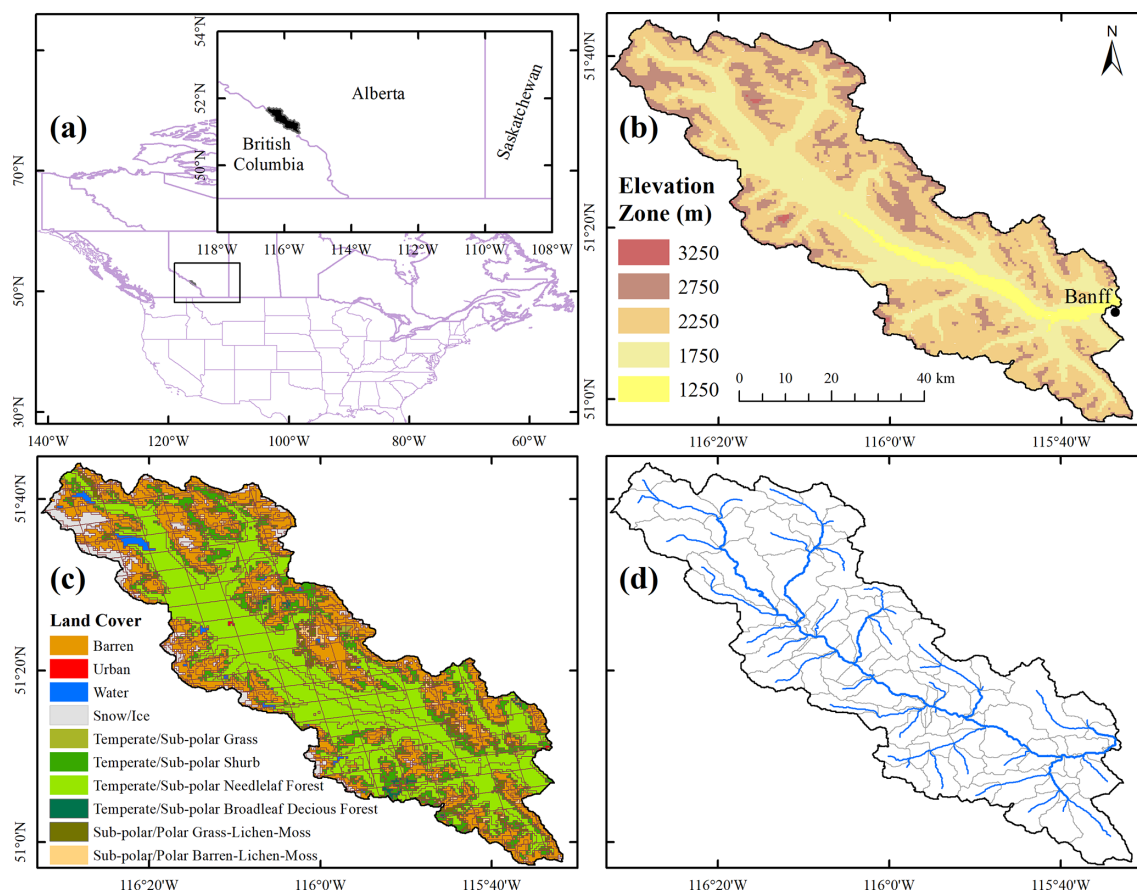 (a)
54°N
52°N
50°N
Alberta
British
Columbia
Saskatchewan
118°W 116°W 114°W 112°W 110°W 108°W
70°N
50°N
30°N
140°W 120°W 100°W 80°W 60°W
(b)
N
51°40'N
51°20'N
51°0'N
Elevation
Zone (m)
3250
2750
2250
1750
1250
Banff
0 10 20 40 km
116°20'W 116°0'W 115°40'W
(c)
51°40'N
51°20'N
51°0'N
Land Cover
Barren
Urban
Water
Snow/Ice
Temperate/Sub-polar Grass
Temperate/Sub-polar Shurb
Temperate/Sub-polar Needlelaf Forest
Temperate/Sub-polar Broadleaf Decious Forest
Sub-polar/Polar Grass-Lichen-Moss
Sub-polar/Polar Barren-Lichen-Moss
116°20'W 116°0'W 115°40'W
(d)
116°20'W 116°0'W 115°40'W